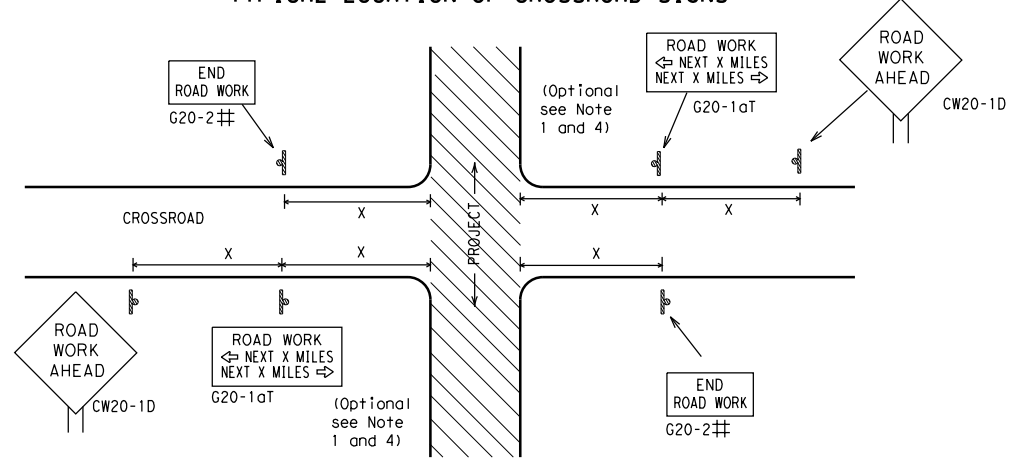 TYPICAL LOCATION OF CROSSROAD SIGNS
END
ROAD WORK
G20-2#
(Optional
see Note
1 and 4)
ROAD WORK
⇦ NEXT X MILES
NEXT X MILES ⇨
G20-1aT
ROAD
WORK
AHEAD
CW20-1D
X
X
X
CROSSROAD
PROJECT
X
X
X
ROAD
WORK
AHEAD
CW20-1D
ROAD WORK
⇦ NEXT X MILES
NEXT X MILES ⇨
G20-1aT
(Optional
see Note
1 and 4)
END
ROAD WORK
G20-2#